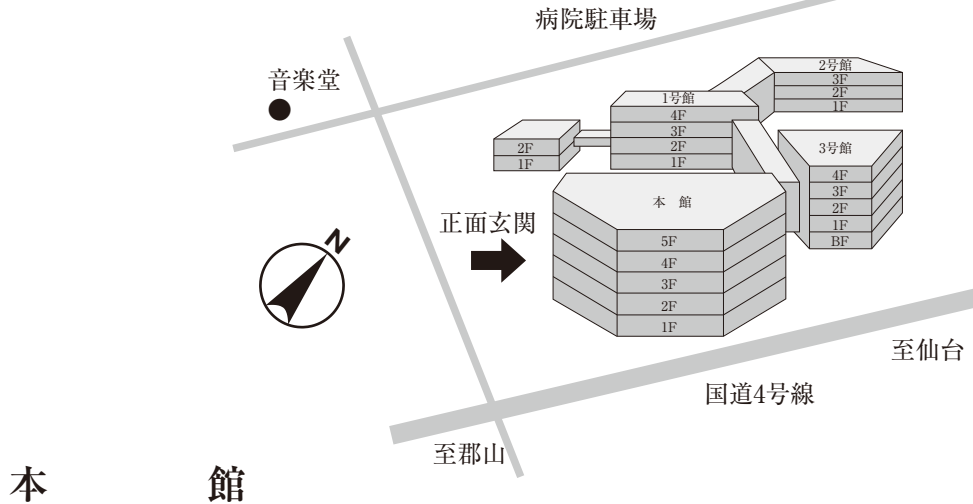 病院駐車場
音楽堂
2号館
3F
2F
1F
1号館
4F
3F
2F
1F
2F
1F
3号館
4F
3F
2F
1F
BF
本 館
5F
4F
3F
2F
1F
正面玄関
N
至仙台
国道4号線
至郡山
本 館